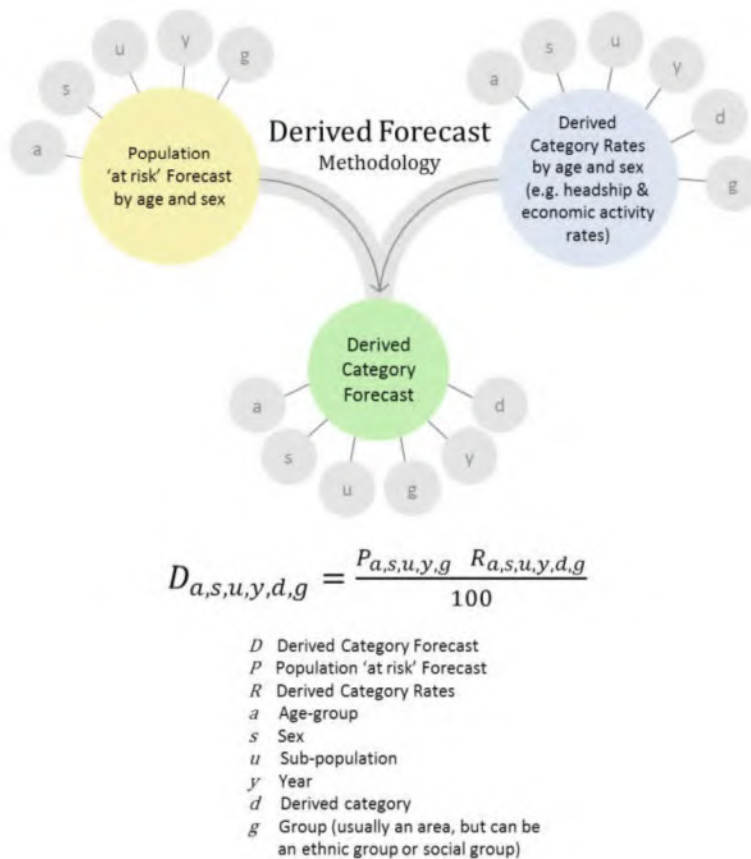 a
s
u
y
g
Population
'at risk' Forecast
by age and sex
Derived Forecast
Methodology
a
s
u
y
d
g
Derived
Category Rates
by age and sex
(e.g. headship &
economic activity
rates)
Derived
Category
Forecast
a
s
u
g
y
d
D_{a,s,u,y,d,g} = \frac{P_{a,s,u,y,g} R_{a,s,u,y,d,g}}{100}
D Derived Category Forecast
P Population 'at risk' Forecast
R Derived Category Rates
a Age-group
s Sex
u Sub-population
y Year
d Derived category
g Group (usually an area, but can be
an ethnic group or social group)